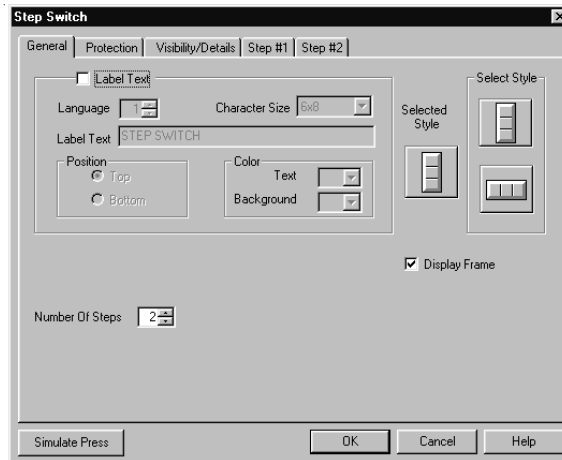 Step Switch
General Protection Visibility/Details Step #1 Step #2
Label Text
Language 1
Character Size 6x8
Label Text STEP SWITCH
Position
Top
Bottom
Color
Text
Background
Selected
Style
Select Style
Display Frame
Number Of Steps 2
Simulate Press OK Cancel Help